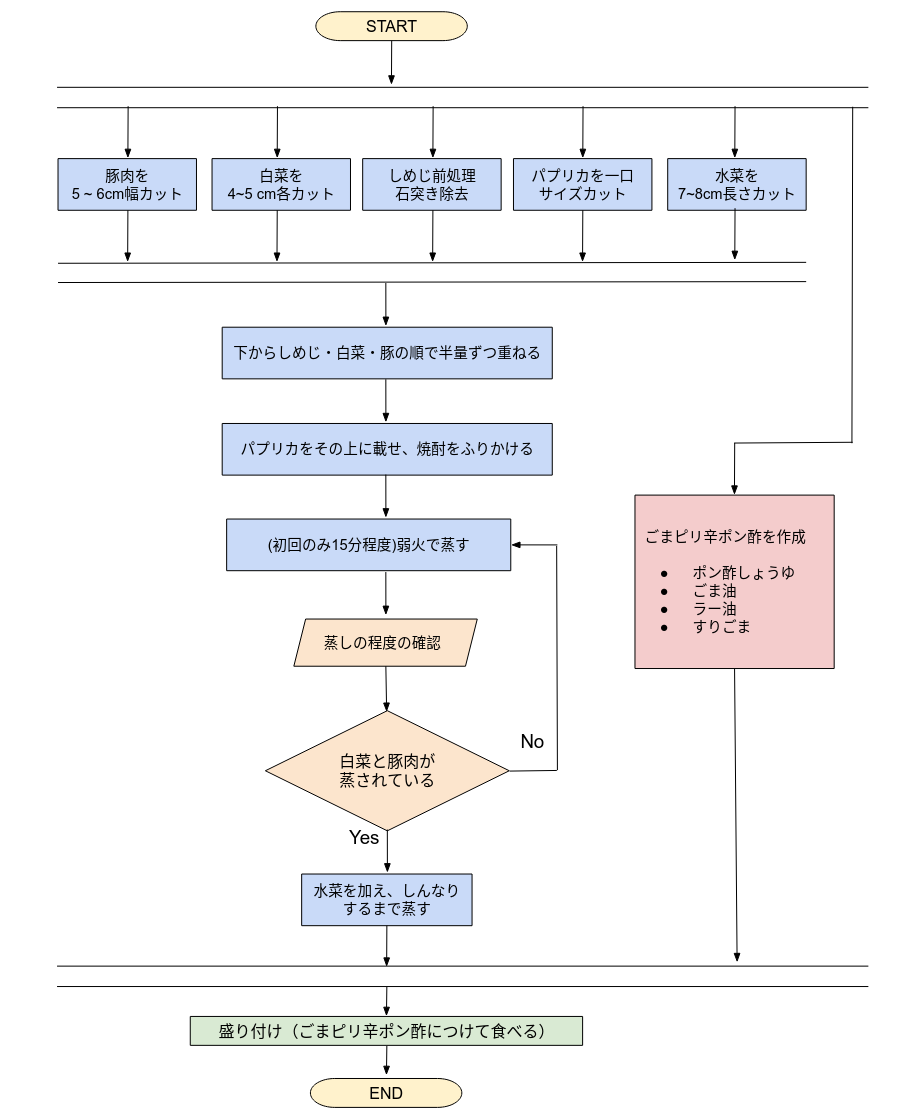 START
豚肉を
5 ~ 6cm幅カット
白菜を
4~5 cm各カット
しめじ前処理
石突き除去
パプリカを一口
サイズカット
水菜を
7~8cm長さカット
下からしめじ・白菜・豚の順で半量ずつ重ねる
パプリカをその上に載せ、焼酎をふりかける
(初回のみ15分程度)弱火で蒸す
ごまピリ辛ポン酢を作成
● ポン酢しょうゆ
● ごま油
● ラー油
● すりごま
蒸しの程度の確認
白菜と豚肉が
蒸されている
No
Yes
水菜を加え、しんなり
するまで蒸す
盛り付け（ごまピリ辛ポン酢につけて食べる）
END